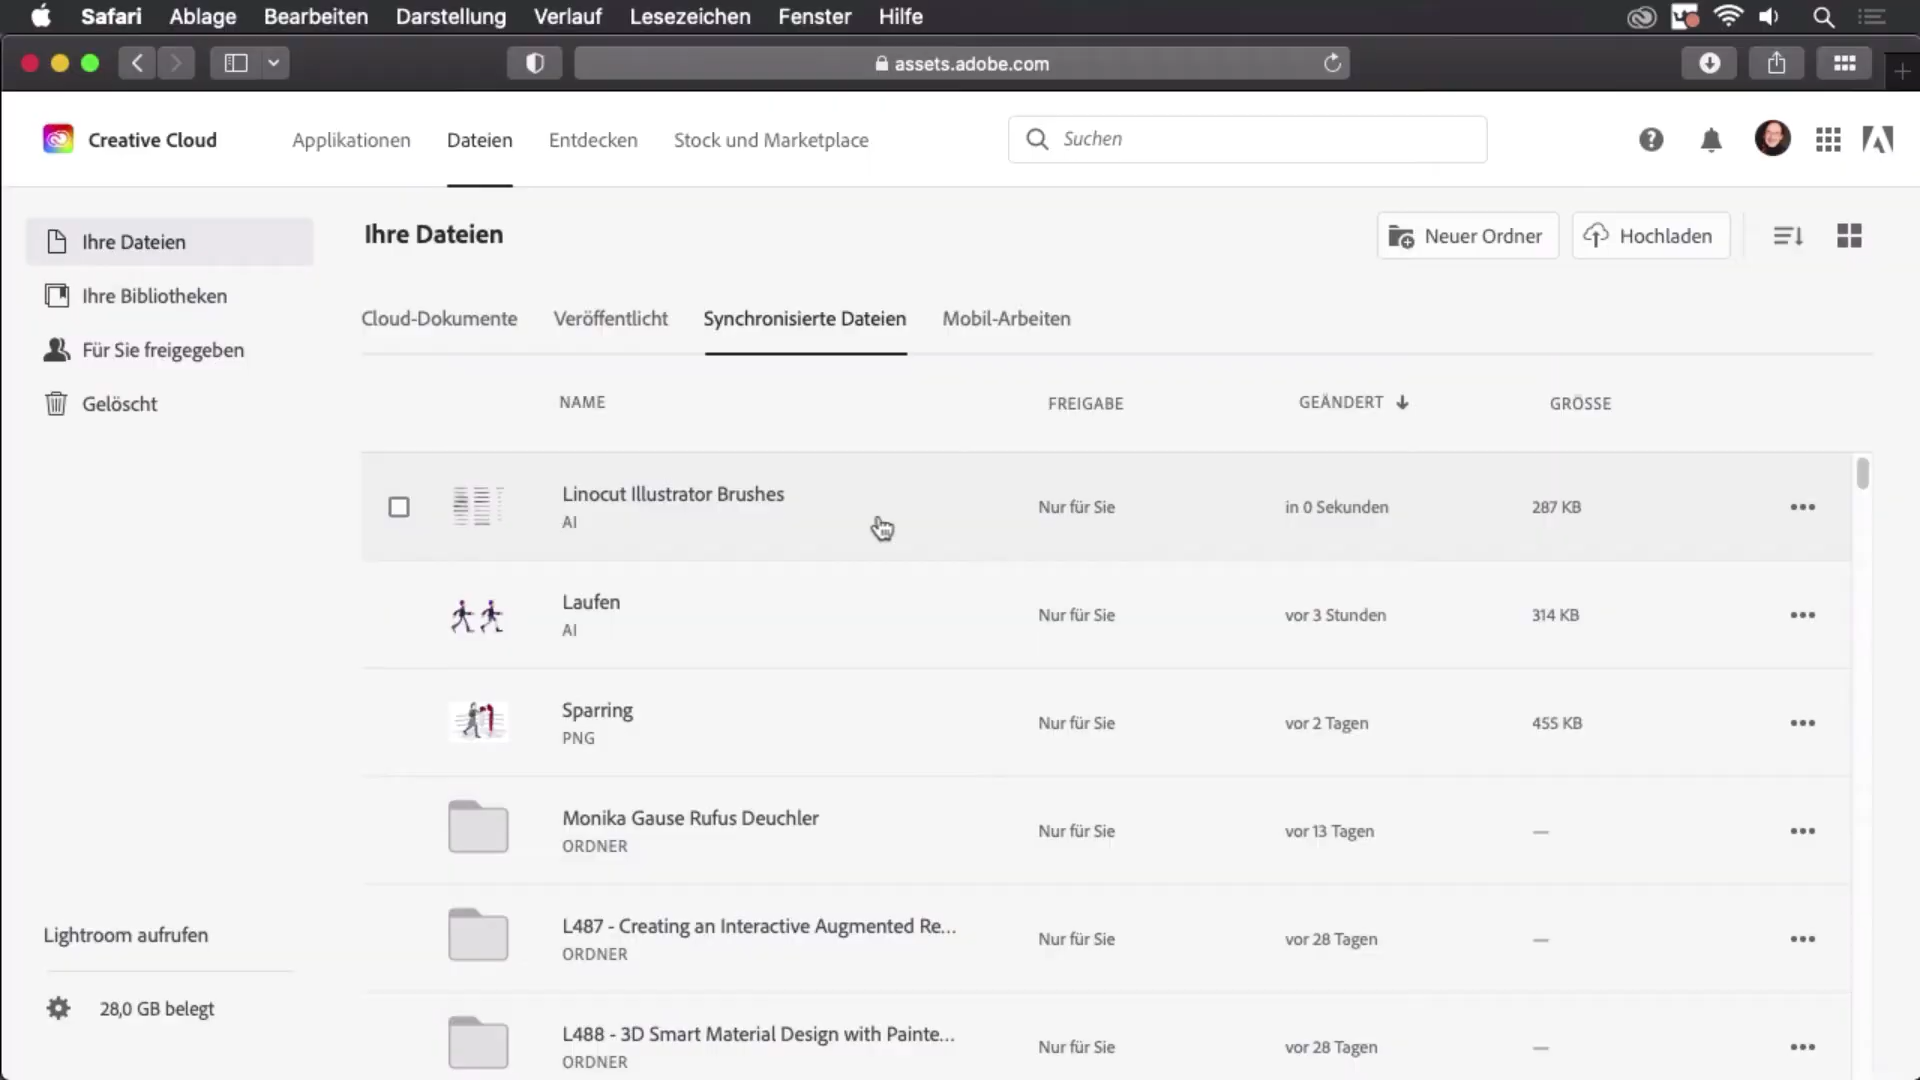 Safari Ablage Bearbeiten Darstellung Verlauf Lesezeichen Fenster Hilfe
assets.adobe.com
Creative Cloud Applikationen Dateien Entdecken Stock und Marketplace Suchen
Ihre Dateien
Ihre Bibliotheken
Für Sie freigegeben
Gelöscht
Lightroom aufrufen
28,0 GB belegt
Ihre Dateien
Neuer Ordner Hochladen
Cloud-Dokumente Veröffentlicht Synchronisierte Dateien Mobil-Arbeiten
NAME FREIGABE GEÄNDERT GRÖSSE
Linocut Illustrator Brushes
AI
Nur für Sie in 0 Sekunden 287 KB
Laufen
AI
Nur für Sie vor 3 Stunden 314 KB
Sparring
PNG
Nur für Sie vor 2 Tagen 455 KB
Monika Gause Rufus Deuchler
ORDNER
Nur für Sie vor 13 Tagen —
L487 - Creating an Interactive Augmented Re...
ORDNER
Nur für Sie vor 28 Tagen —
L488 - 3D Smart Material Design with Painte...
ORDNER
Nur für Sie vor 28 Tagen —